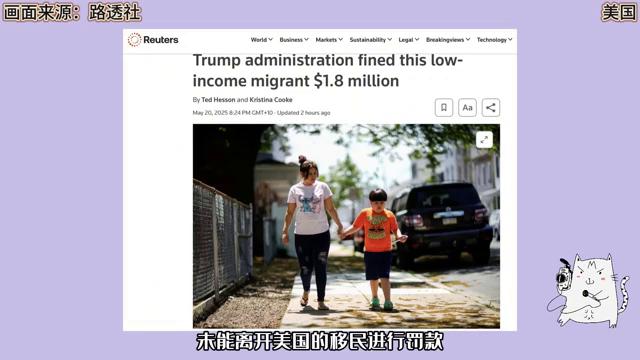 画面来源：路透社
美国
Reuters
World Business Markets Sustainability Legal Breakingviews Technology
Trump administration fined this low-
income migrant $1.8 million
By Ted Hesson and Kristina Cooke
May 20, 2025 8:24 PM GMT+10 · Updated 2 hours ago
Aa
未能离开美国的移民进行罚款